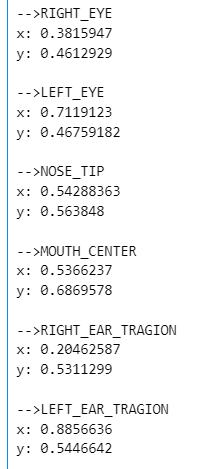 -->RIGHT_EYE
x: 0.3815947
y: 0.4612929
-->LEFT_EYE
x: 0.7119123
y: 0.46759182
-->NOSE_TIP
x: 0.54288363
y: 0.563848
-->MOUTH_CENTER
x: 0.5366237
y: 0.6869578
-->RIGHT_EAR_TRAGION
x: 0.20462587
y: 0.5311299
-->LEFT_EAR_TRAGION
x: 0.8856636
y: 0.5446642